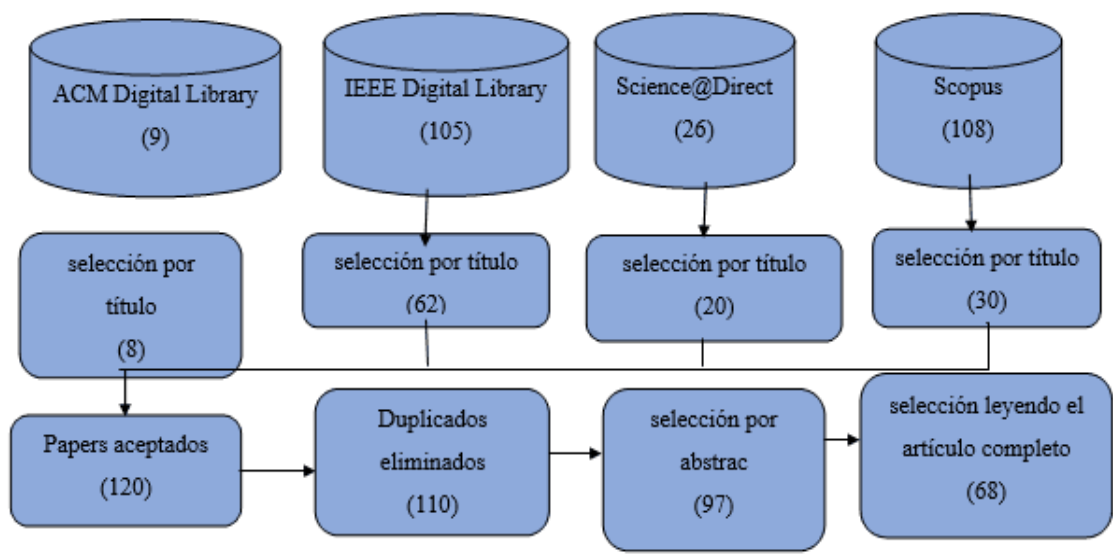 ACM Digital Library
(9)
IEEE Digital Library
(105)
Science@Direct
(26)
Scopus
(108)
selección por
título
(8)
selección por título
(62)
selección por título
(20)
selección por título
(30)
Papers aceptados
(120)
Duplicados
eliminados
(110)
selección por
abstrac
(97)
selección leyendo el
artículo completo
(68)